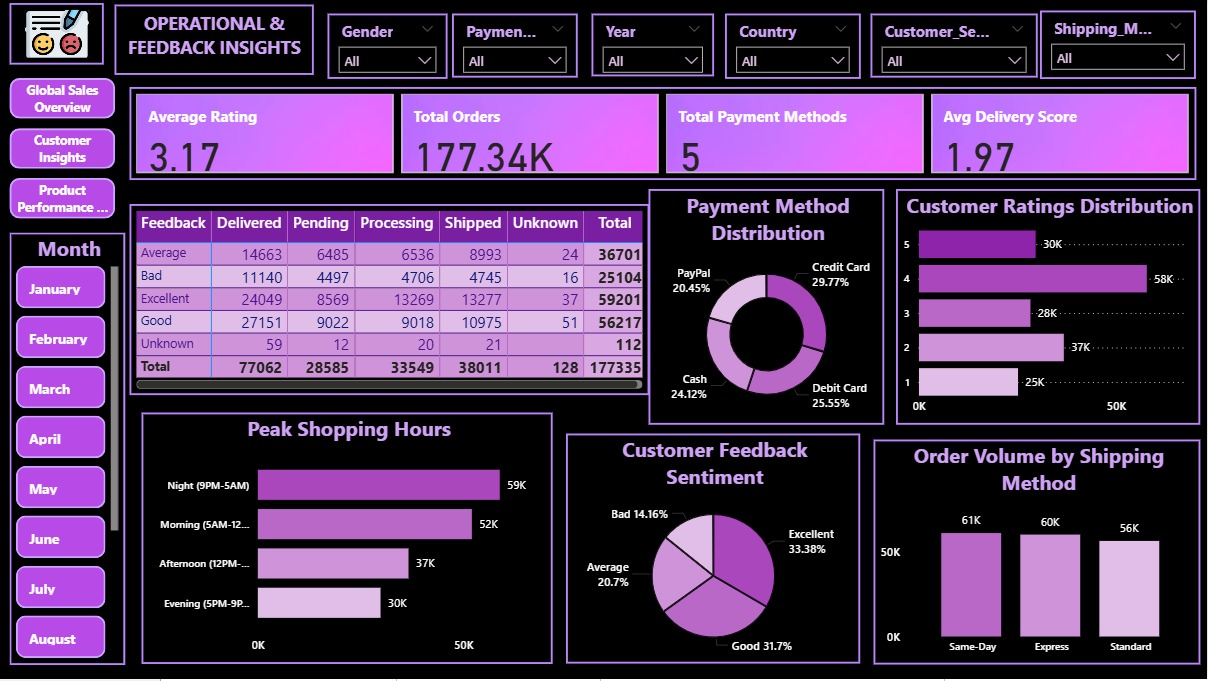 OPERATIONAL &
FEEDBACK INSIGHTS
Gender
All
Paymen...
All
Year
All
Country
All
Customer_Se...
All
Shipping_M...
All
Global Sales
Overview
Customer
Insights
Product
Performance ...
Average Rating
3.17
Total Orders
177.34K
Total Payment Methods
5
Avg Delivery Score
1.97
Month
January
February
March
April
May
June
July
August
Feedback Delivered Pending Processing Shipped Unknown Total
Average 14663 6485 6536 8993 24 36701
Bad 11140 4497 4706 4745 16 25104
Excellent 24049 8569 13269 13277 37 59201
Good 27151 9022 9018 10975 51 56217
Unknown 59 12 20 21 112
Total 77062 28585 33549 38011 128 177335
Payment Method
Distribution
PayPal
20.45%
Credit Card
29.77%
Cash
24.12%
Debit Card
25.55%
Customer Ratings Distribution
5 30K
4 58K
3 28K
2 37K
1 25K
0K 50K
Peak Shopping Hours
Night (9PM-5AM) 59K
Morning (5AM-12... 52K
Afternoon (12PM-... 37K
Evening (5PM-9P... 30K
0K 50K
Customer Feedback
Sentiment
Bad 14.16%
Excellent
33.38%
Average
20.7%
Good 31.7%
Order Volume by Shipping
Method
61K 60K 56K
50K
0K
Same-Day Express Standard